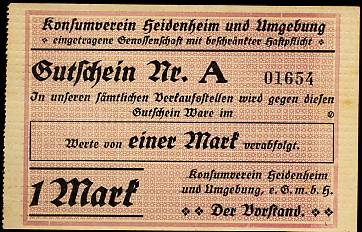 Konsumverein Heidenheim und Umgebung
eingetragene Genossenschaft mit beschränkter Haftpflicht
Gutschein Nr. A 01654
In unseren sämtlichen Verkaufsstellen wird gegen diesen
Gutschein Ware im
Werte von einer Mark verabfolgt.
1 Mark
Konsumverein Heidenheim
und Umgebung, e. G. m. b. H.
Der Vorstand.